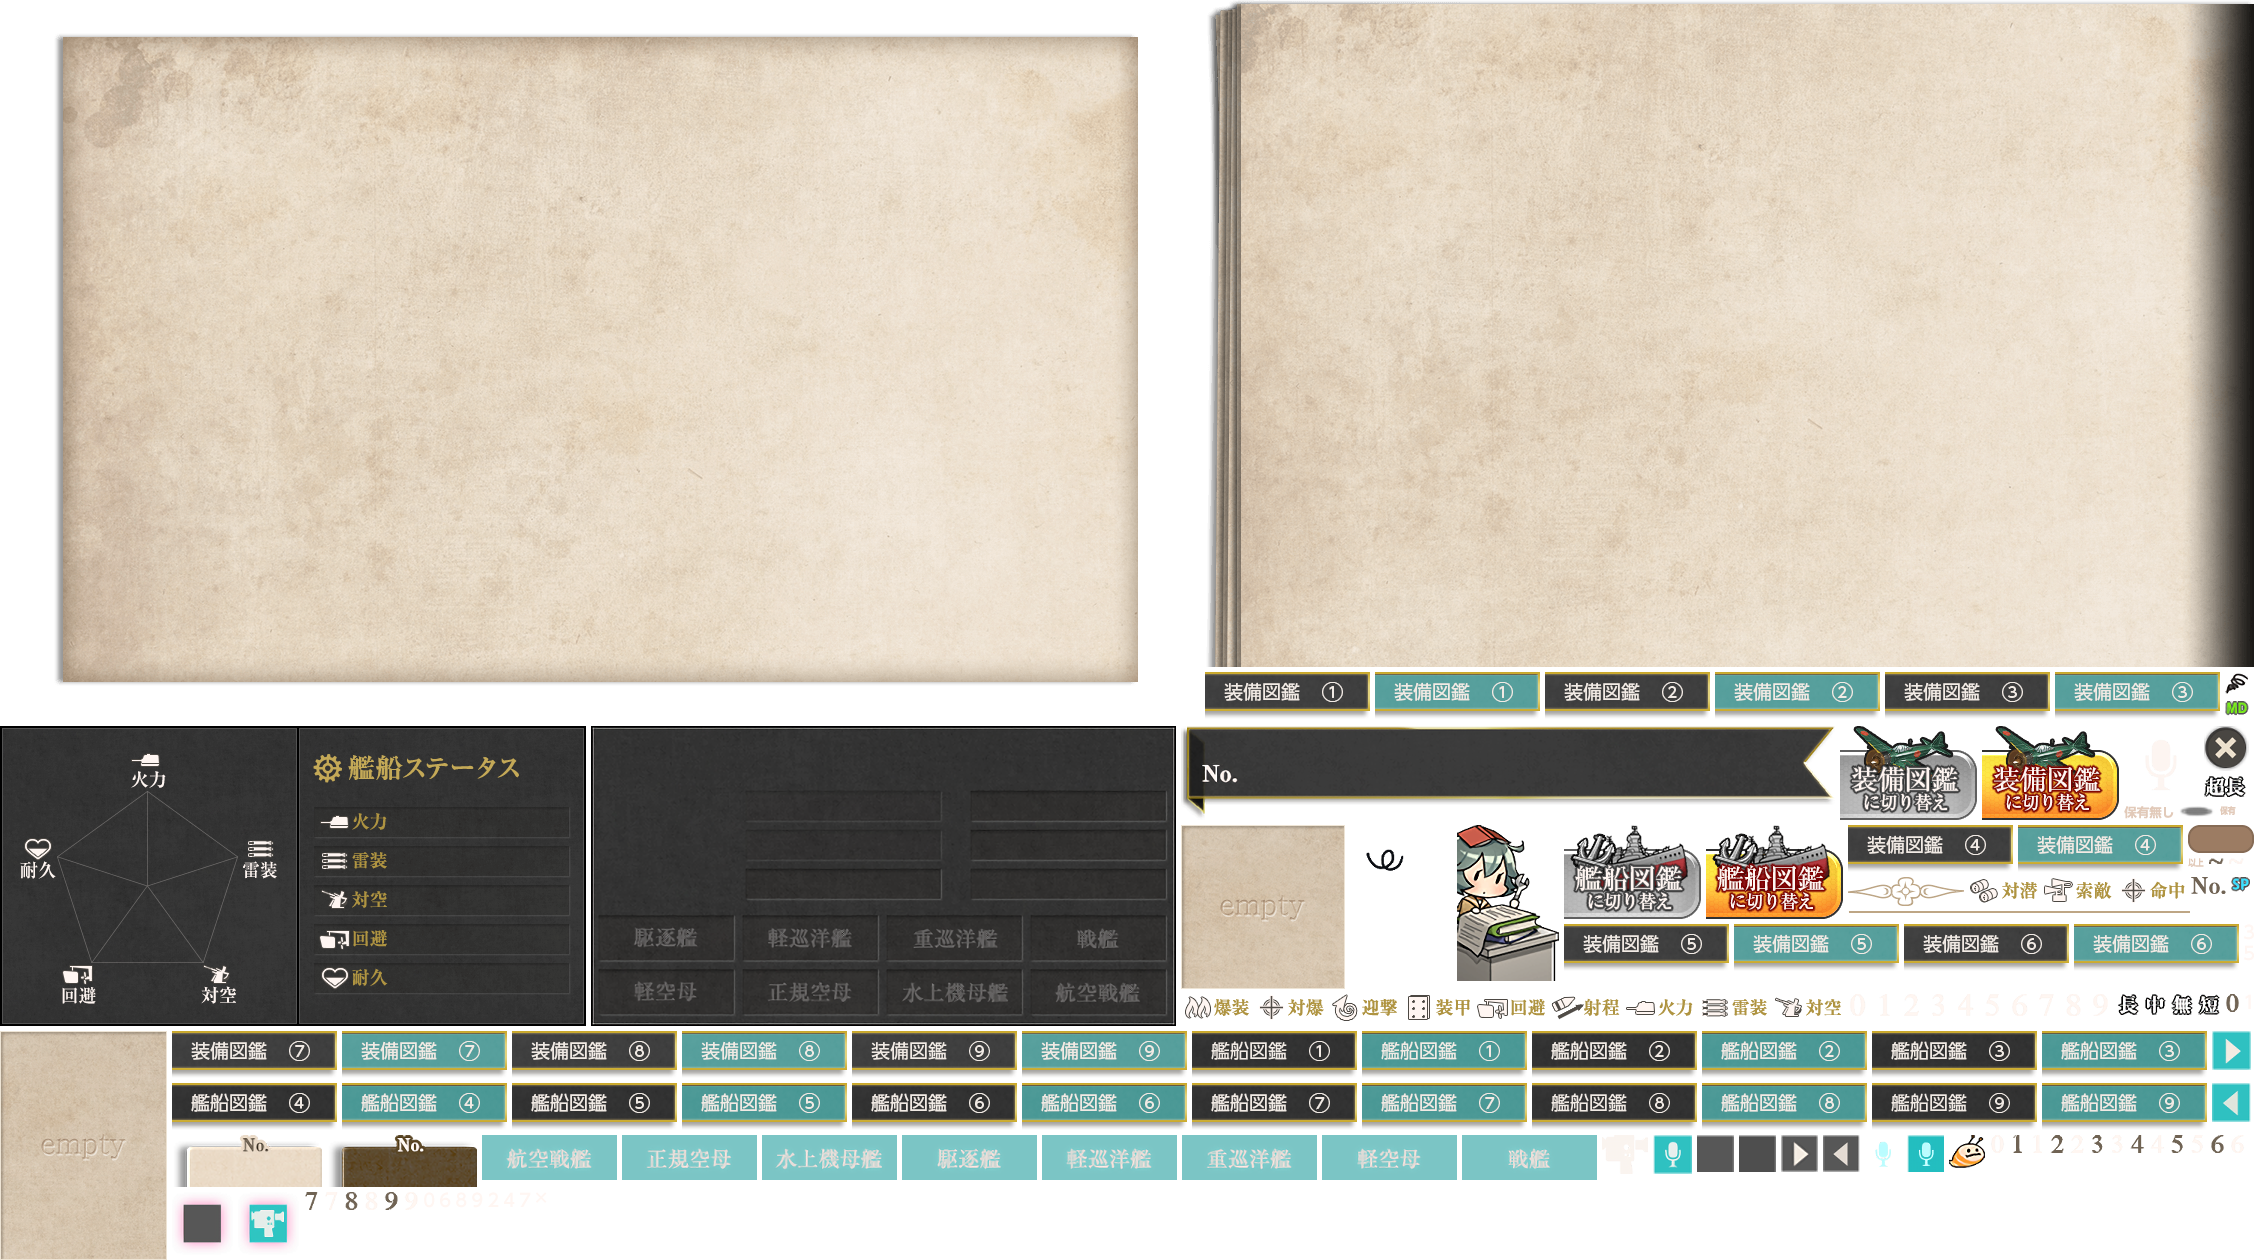 装備図鑑 ① 装備図鑑 ① 装備図鑑 ② 装備図鑑 ② 装備図鑑 ③ 装備図鑑 ③
MD
火力
耐久
雷装
回避
対空
艦船ステータス
火力
雷装
対空
回避
耐久
駆逐艦 軽巡洋艦 重巡洋艦 戦艦
軽空母 正規空母 水上機母艦 航空戦艦
No.
装備図鑑
に切り替え
装備図鑑
に切り替え
超長
保有無し 保有
empty
艦船図鑑
に切り替え
艦船図鑑
に切り替え
装備図鑑 ④ 装備図鑑 ④
以上 ~
対潜 索敵 命中 No. SP
装備図鑑 ⑤ 装備図鑑 ⑤ 装備図鑑 ⑥ 装備図鑑 ⑥
爆装 対爆 迎撃 装甲 回避 射程 火力 雷装 対空 0 1 2 3 4 5 6 7 8 9 長 中 無 短 0
装備図鑑 ⑦ 装備図鑑 ⑦ 装備図鑑 ⑧ 装備図鑑 ⑧ 装備図鑑 ⑨ 装備図鑑 ⑨ 艦船図鑑 ① 艦船図鑑 ① 艦船図鑑 ② 艦船図鑑 ② 艦船図鑑 ③ 艦船図鑑 ③
艦船図鑑 ④ 艦船図鑑 ④ 艦船図鑑 ⑤ 艦船図鑑 ⑤ 艦船図鑑 ⑥ 艦船図鑑 ⑥ 艦船図鑑 ⑦ 艦船図鑑 ⑦ 艦船図鑑 ⑧ 艦船図鑑 ⑧ 艦船図鑑 ⑨ 艦船図鑑 ⑨
empty
No. No. 航空戦艦 正規空母 水上機母艦 駆逐艦 軽巡洋艦 重巡洋艦 軽空母 戦艦 0 1 1 2 2 3 3 4 4 5 5 6 6
7 7 8 8 9 9 0 6 8 9 2 4 7 ×